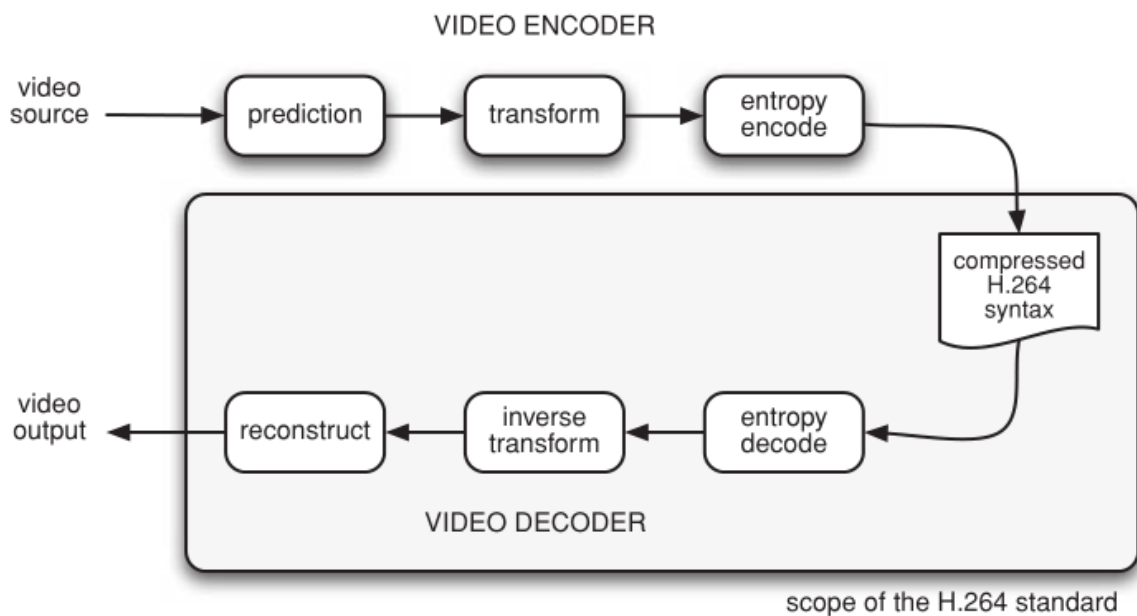 VIDEO ENCODER
video
source
prediction
transform
entropy
encode
compressed
H.264
syntax
video
output
reconstruct
inverse
transform
entropy
decode
VIDEO DECODER
scope of the H.264 standard